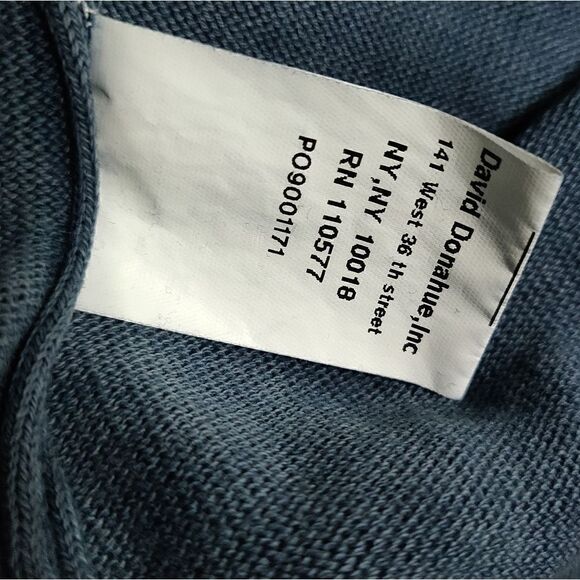 David Donahue,Inc
141 West 36 th street
NY,NY 10018
RN 110577
PO9001171